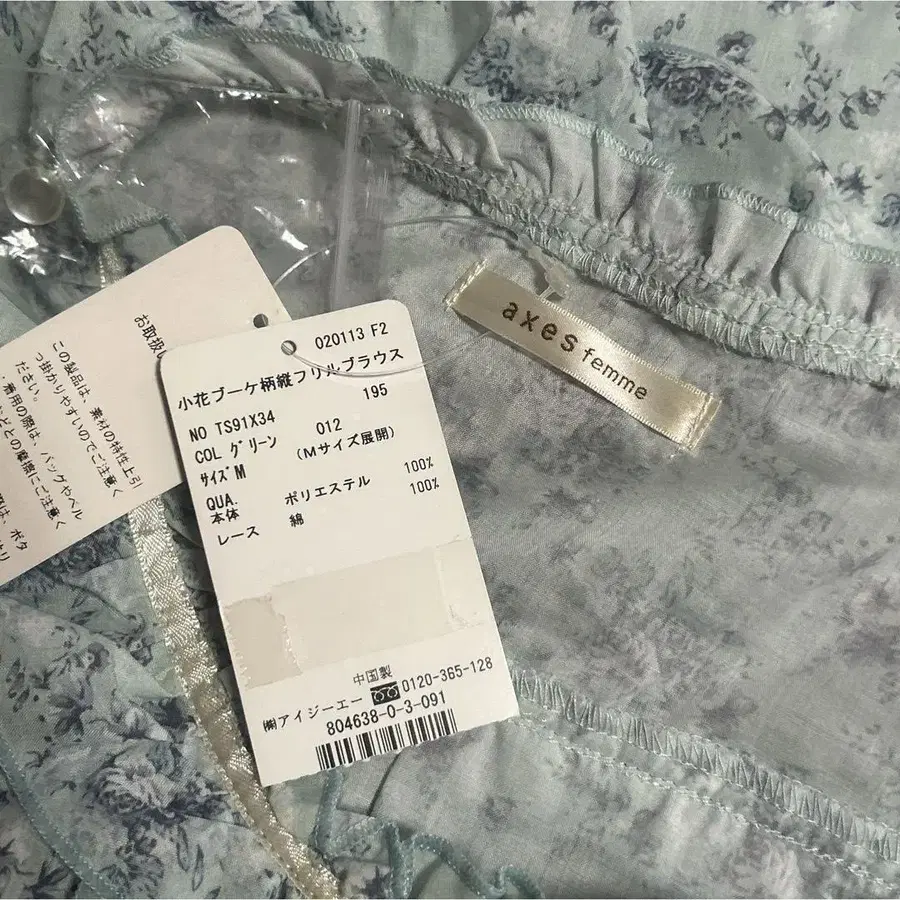 020113 F2
小花ブーケ柄縦フリルブラウス
195
NO TS91X34
COL グリーン 012
サイズ M (Mサイズ展開)
QUA.
本体 ポリエステル 100%
レース 綿 100%
中国製
㈱アイジーエー 0120-365-128
804638-0-3-091
axes femme
お取扱い
この製品は、素材の特性上引
っ掛かりやすいのでご注意く
ださい。
着用の際は、バッグやベル
などとの摩擦にご注意く